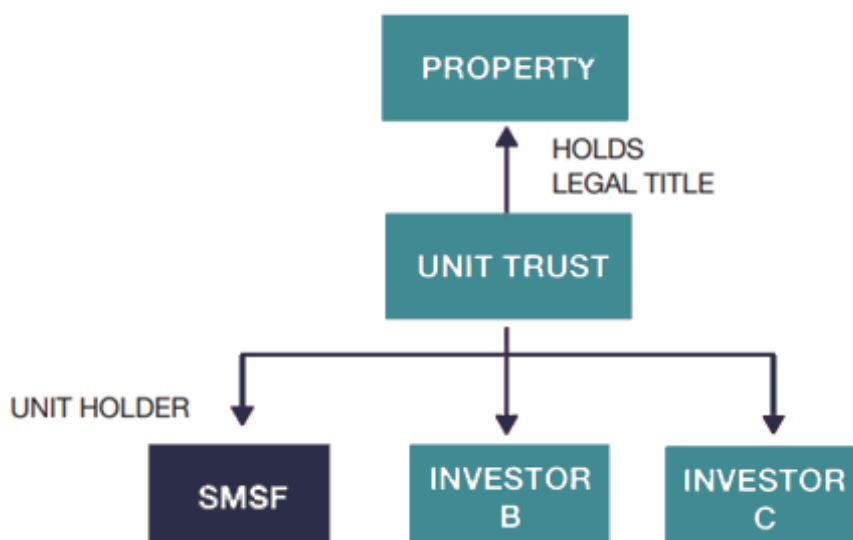 PROPERTY
HOLDS
LEGAL TITLE
UNIT TRUST
UNIT HOLDER
SMSF
INVESTOR
B
INVESTOR
C